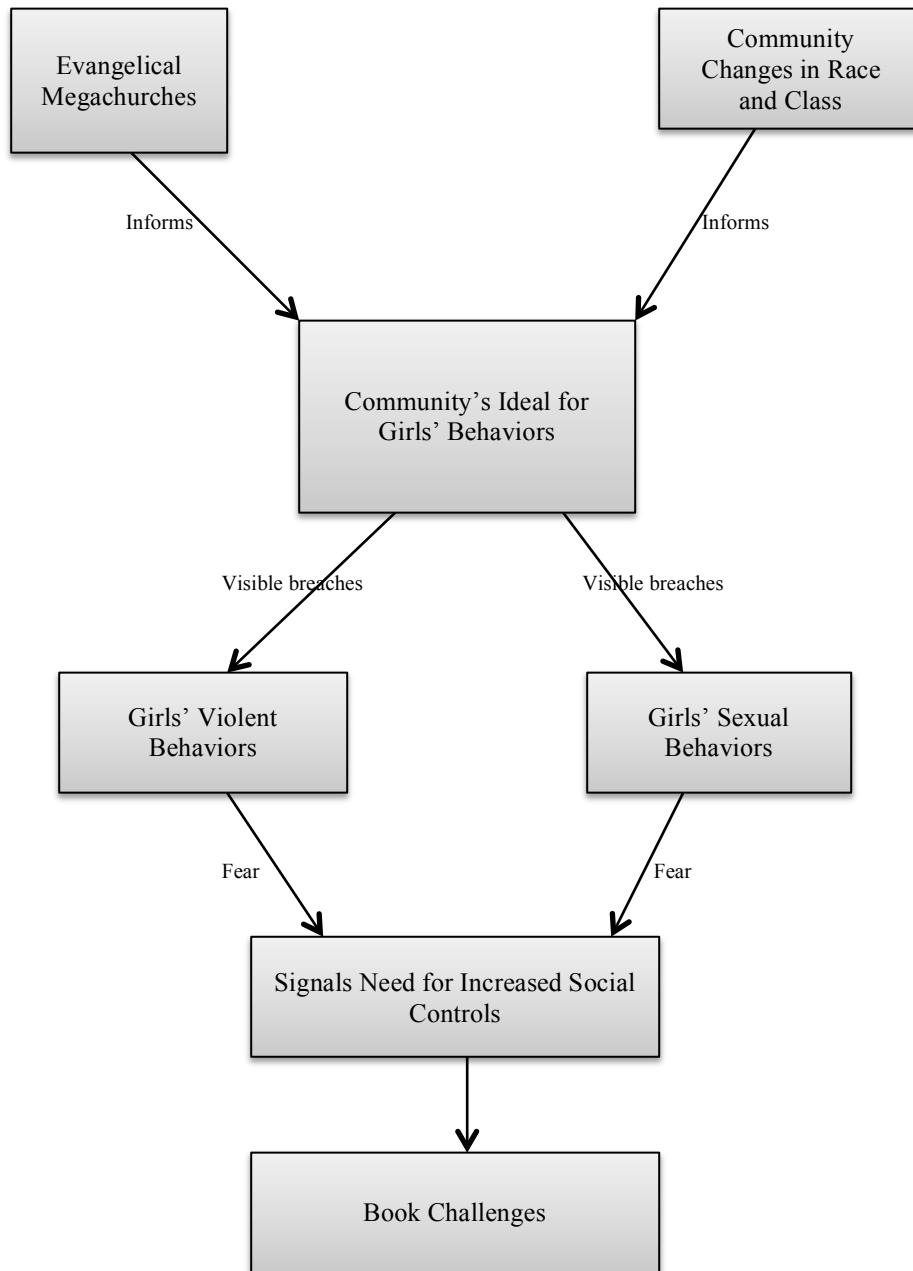 Evangelical
Megachurches
Community
Changes in Race
and Class
Informs
Informs
Community’s Ideal for
Girls’ Behaviors
Visible breaches
Visible breaches
Girls’ Violent
Behaviors
Girls’ Sexual
Behaviors
Fear
Fear
Signals Need for Increased Social
Controls
Book Challenges